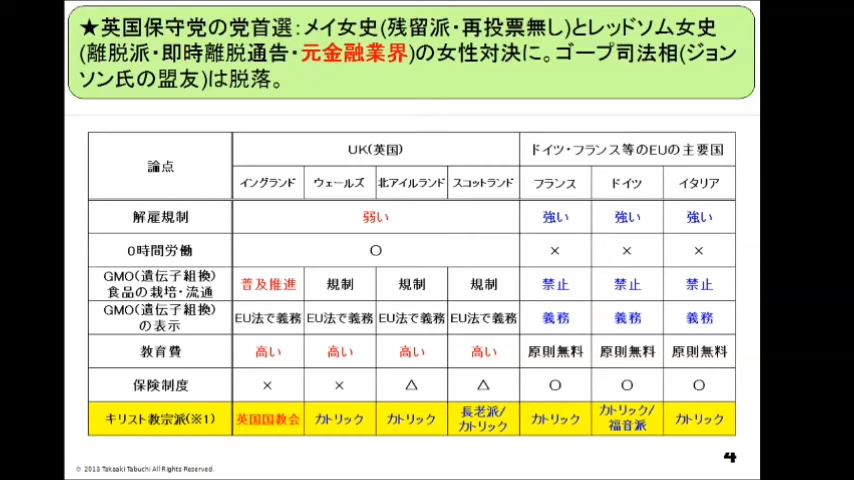 ★英国保守党の党首選：メイ女史(残留派・再投票無し)とレッドソム女史
(離脱派・即時離脱通告・元金融業界)の女性対決に。ゴーブ司法相(ジョン
ソン氏の盟友)は脱落。
論点 UK(英国) ドイツ・フランス等のEUの主要国
イングランド ウェールズ 北アイルランド スコットランド フランス ドイツ イタリア
解雇規制 弱い 強い 強い 強い
0時間労働 ○ × × ×
GMO(遺伝子組換)
食品の栽培・流通 普及推進 規制 規制 規制 禁止 禁止 禁止
GMO(遺伝子組換)
の表示 EU法で義務 EU法で義務 EU法で義務 EU法で義務 義務 義務 義務
教育費 高い 高い 高い 高い 原則無料 原則無料 原則無料
保険制度 × × △ △ ○ ○ ○
キリスト教宗派(※1) 英国国教会 カトリック カトリック 長老派/
カトリック カトリック カトリック/
福音派 カトリック
4
© 2013 Takaaki Tabuchi All Rights Reserved.